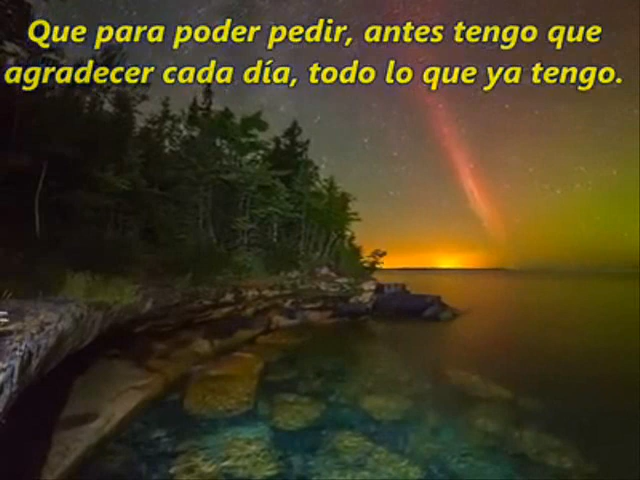 Que para poder pedir, antes tengo que
agradecer cada día, todo lo que ya tengo.